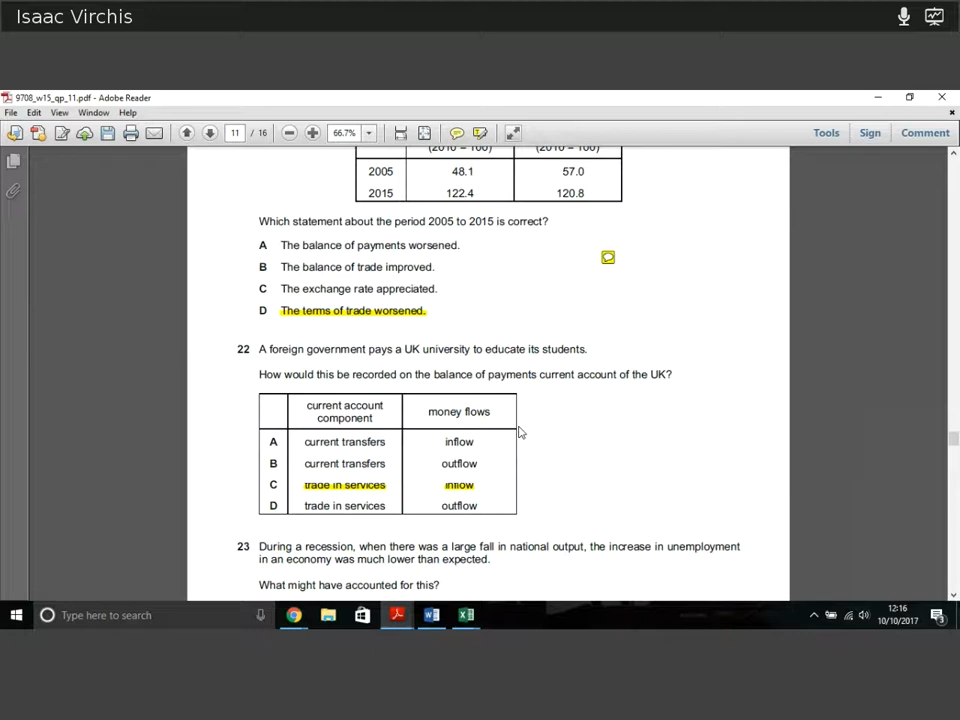 Isaac Virchis
9708_w15_qp_11.pdf - Adobe Reader
File Edit View Window Help
11 / 16 66.7% Tools Sign Comment
(2010 = 100) (2010 = 100)
2005 48.1 57.0
2015 122.4 120.8
Which statement about the period 2005 to 2015 is correct?
A The balance of payments worsened.
B The balance of trade improved.
C The exchange rate appreciated.
D The terms of trade worsened.
22 A foreign government pays a UK university to educate its students.
How would this be recorded on the balance of payments current account of the UK?
current account
component
money flows
A current transfers inflow
B current transfers outflow
C trade in services inflow
D trade in services outflow
23 During a recession, when there was a large fall in national output, the increase in unemployment
in an economy was much lower than expected.
What might have accounted for this?
Type here to search
12:16
10/10/2017
3